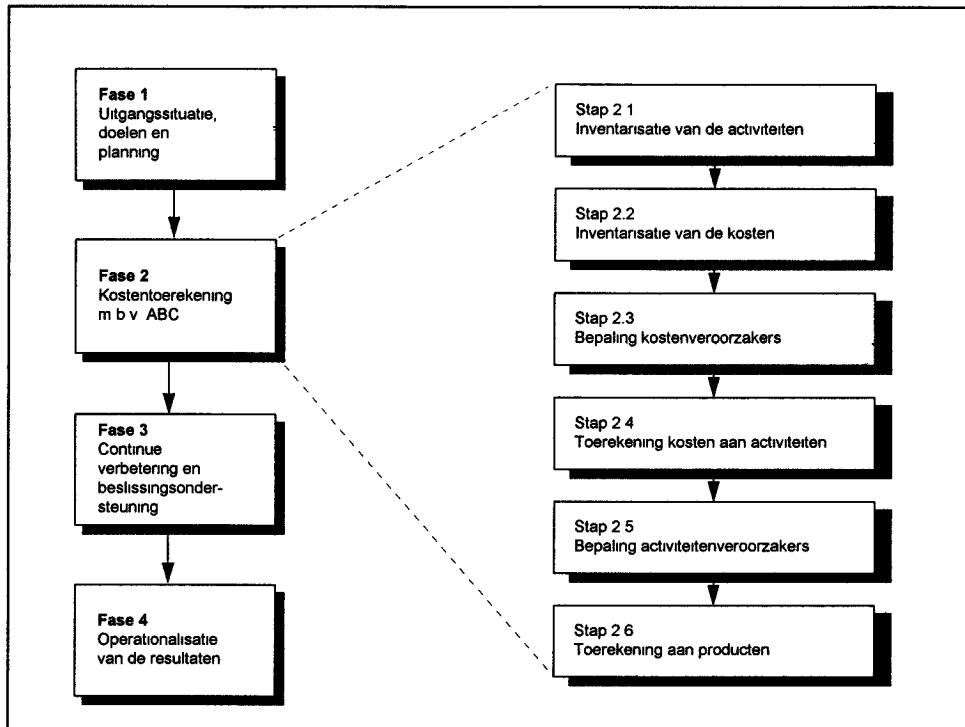 Fase 1
Uitgangssituatie,
doelen en
planning
Fase 2
Kostentoerekening
m b v ABC
Fase 3
Continue
verbetering en
beslissingsonder-
steuning
Fase 4
Operationalisatie
van de resultaten
Stap 2 1
Inventarisatie van de activiteiten
Stap 2.2
Inventarisatie van de kosten
Stap 2.3
Bepaling kostenveroorzakers
Stap 2 4
Toerekening kosten aan activiteiten
Stap 2 5
Bepaling activiteitenveroorzakers
Stap 2 6
Toerekening aan producten